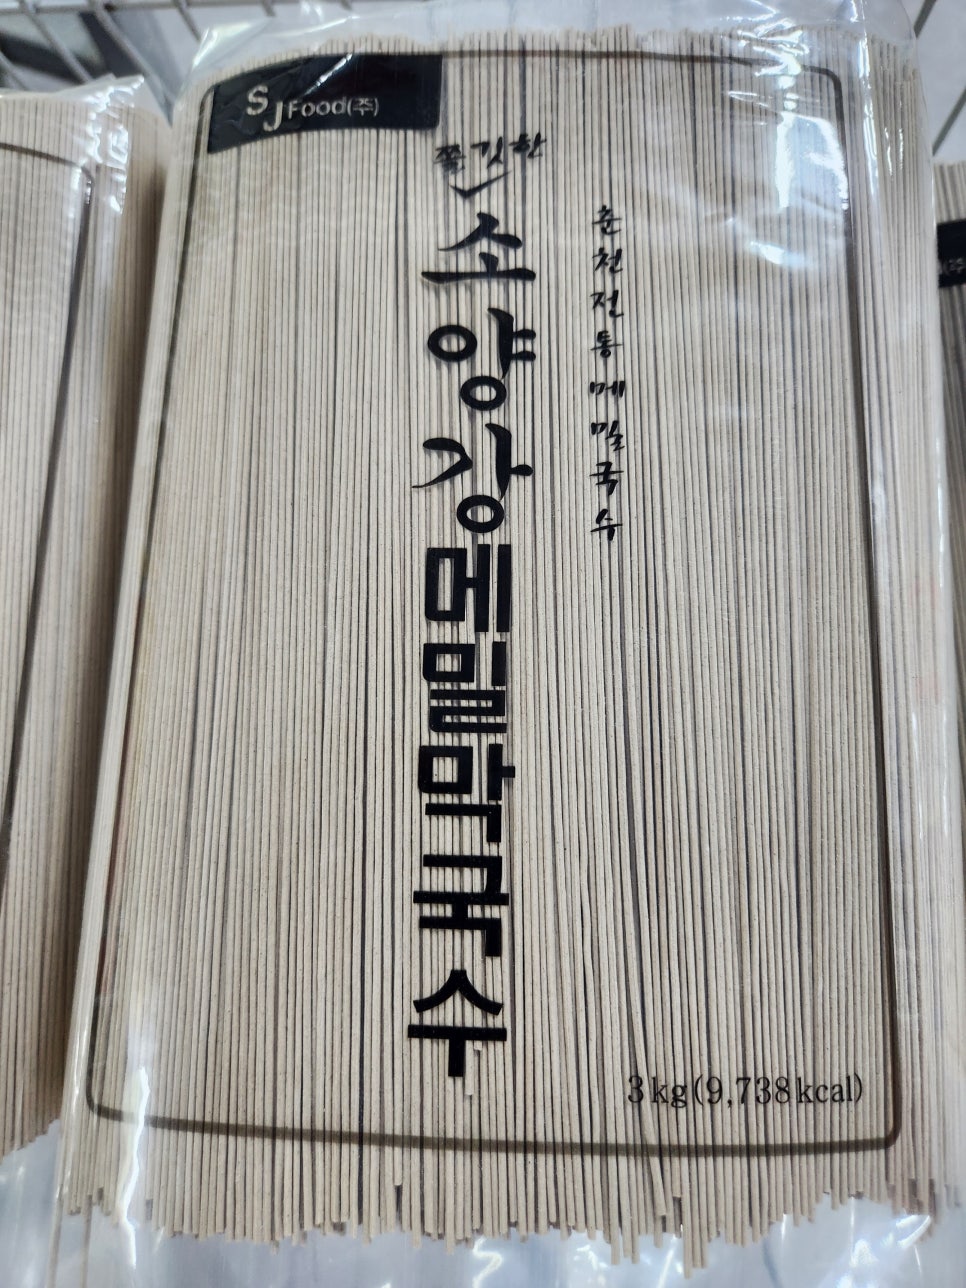 SJ Food(주)
쫄깃한
소양강메밀막국수
춘천전통메밀국수
3kg(9,738kcal)